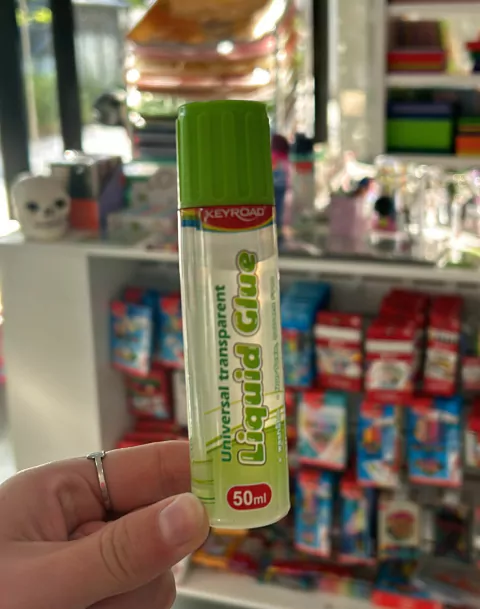 KEYROAD
Universal transparent
Liquid Glue
50ml